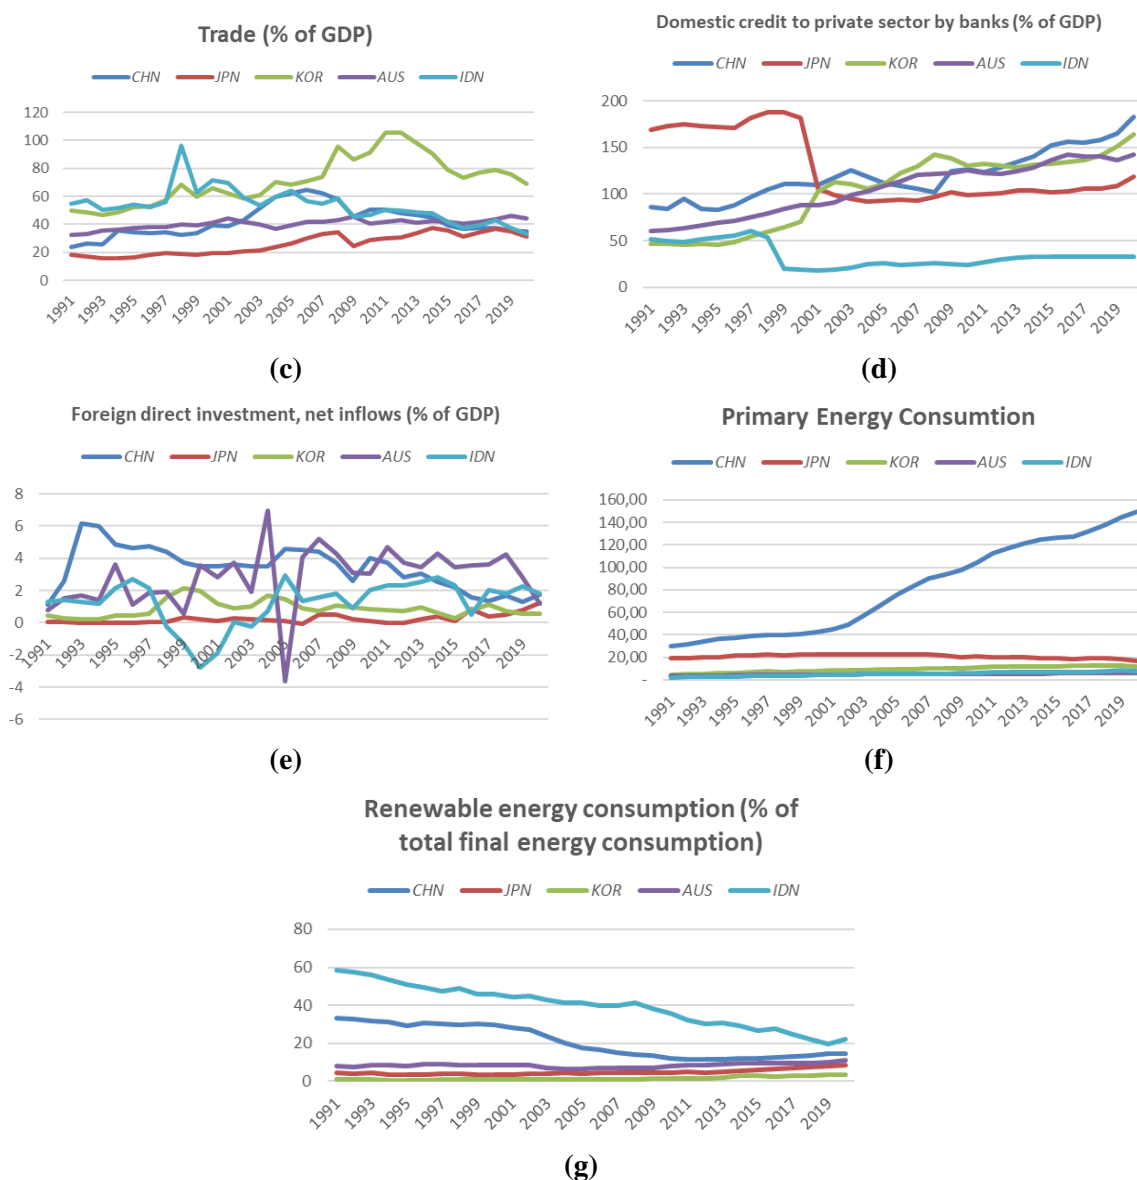 Trade (% of GDP)
CHN JPN KOR AUS IDN
120
100
80
60
40
20
0
1991 1993 1995 1997 1999 2001 2003 2005 2007 2009 2011 2013 2015 2017 2019
(c)
Domestic credit to private sector by banks (% of GDP)
CHN JPN KOR AUS IDN
200
150
100
50
0
1991 1993 1995 1997 1999 2001 2003 2005 2007 2009 2011 2013 2015 2017 2019
(d)
Foreign direct investment, net inflows (% of GDP)
CHN JPN KOR AUS IDN
8
6
4
2
0
-2
-4
-6
1991 1993 1995 1997 1999 2001 2003 2005 2007 2009 2011 2013 2015 2017 2019
(e)
Primary Energy Consumtion
CHN JPN KOR AUS IDN
160,00
140,00
120,00
100,00
80,00
60,00
40,00
20,00
-
1991 1993 1995 1997 1999 2001 2003 2005 2007 2009 2011 2013 2015 2017 2019
(f)
Renewable energy consumption (% of
total final energy consumption)
CHN JPN KOR AUS IDN
80
60
40
20
0
1991 1993 1995 1997 1999 2001 2003 2005 2007 2009 2011 2013 2015 2017 2019
(g)